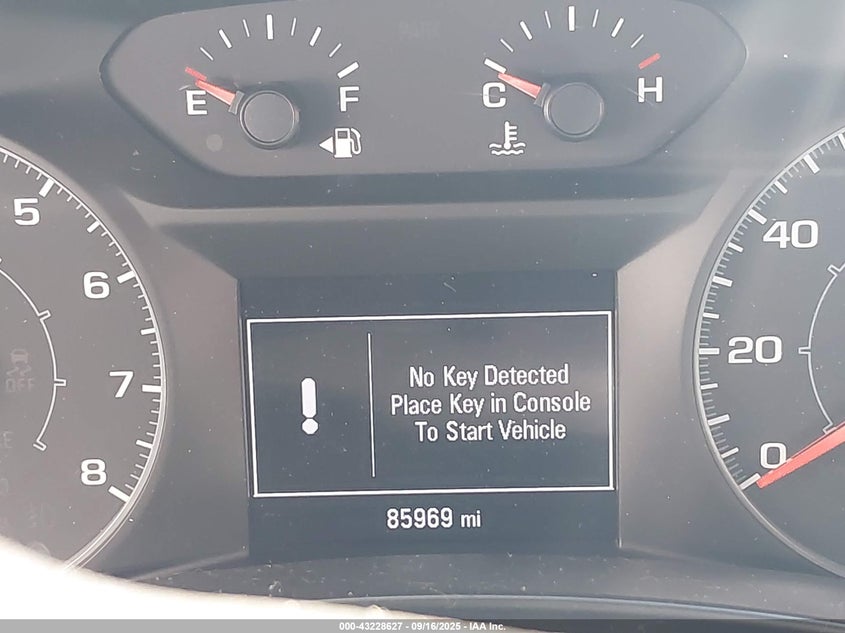 E
F
C
H
5
6
7
8
OFF
40
20
0
No Key Detected
Place Key in Console
To Start Vehicle
85969 mi
000-43228627 - 09/16/2025 - IAA Inc.